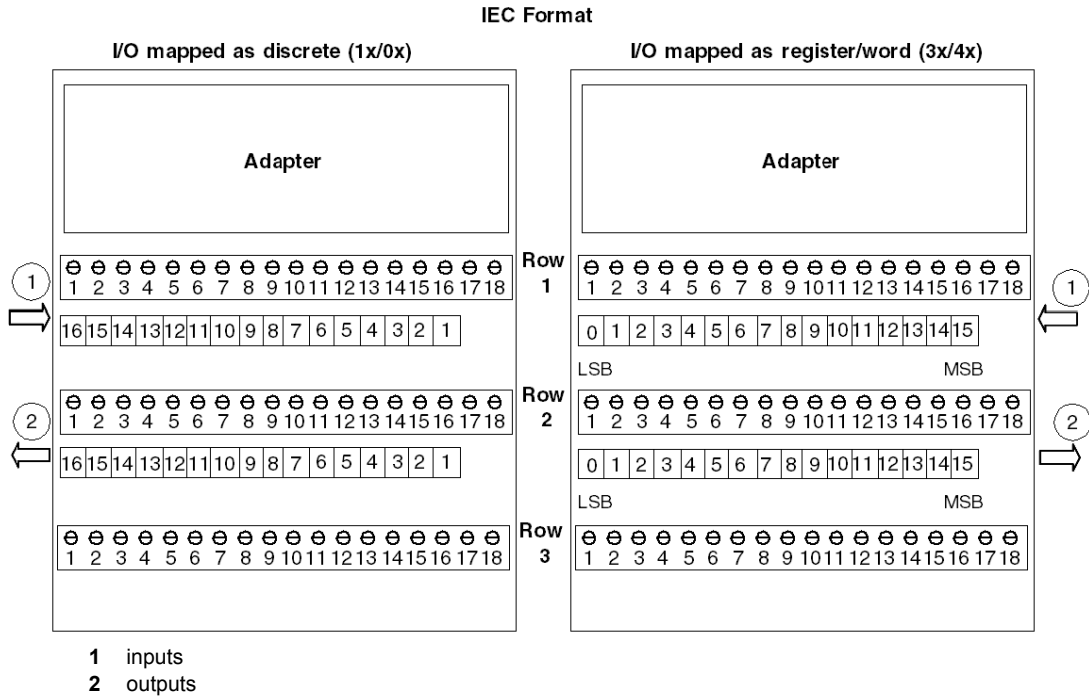 IEC Format
I/O mapped as discrete (1x/0x)
I/O mapped as register/word (3x/4x)
Adapter
Adapter
Row 1
1 2 3 4 5 6 7 8 9 10 11 12 13 14 15 16 17 18
1 2 3 4 5 6 7 8 9 10 11 12 13 14 15 16 17 18
1
1
16 15 14 13 12 11 10 9 8 7 6 5 4 3 2 1
0 1 2 3 4 5 6 7 8 9 10 11 12 13 14 15
LSB MSB
Row 2
1 2 3 4 5 6 7 8 9 10 11 12 13 14 15 16 17 18
1 2 3 4 5 6 7 8 9 10 11 12 13 14 15 16 17 18
2
2
16 15 14 13 12 11 10 9 8 7 6 5 4 3 2 1
0 1 2 3 4 5 6 7 8 9 10 11 12 13 14 15
LSB MSB
Row 3
1 2 3 4 5 6 7 8 9 10 11 12 13 14 15 16 17 18
1 2 3 4 5 6 7 8 9 10 11 12 13 14 15 16 17 18
1 inputs
2 outputs